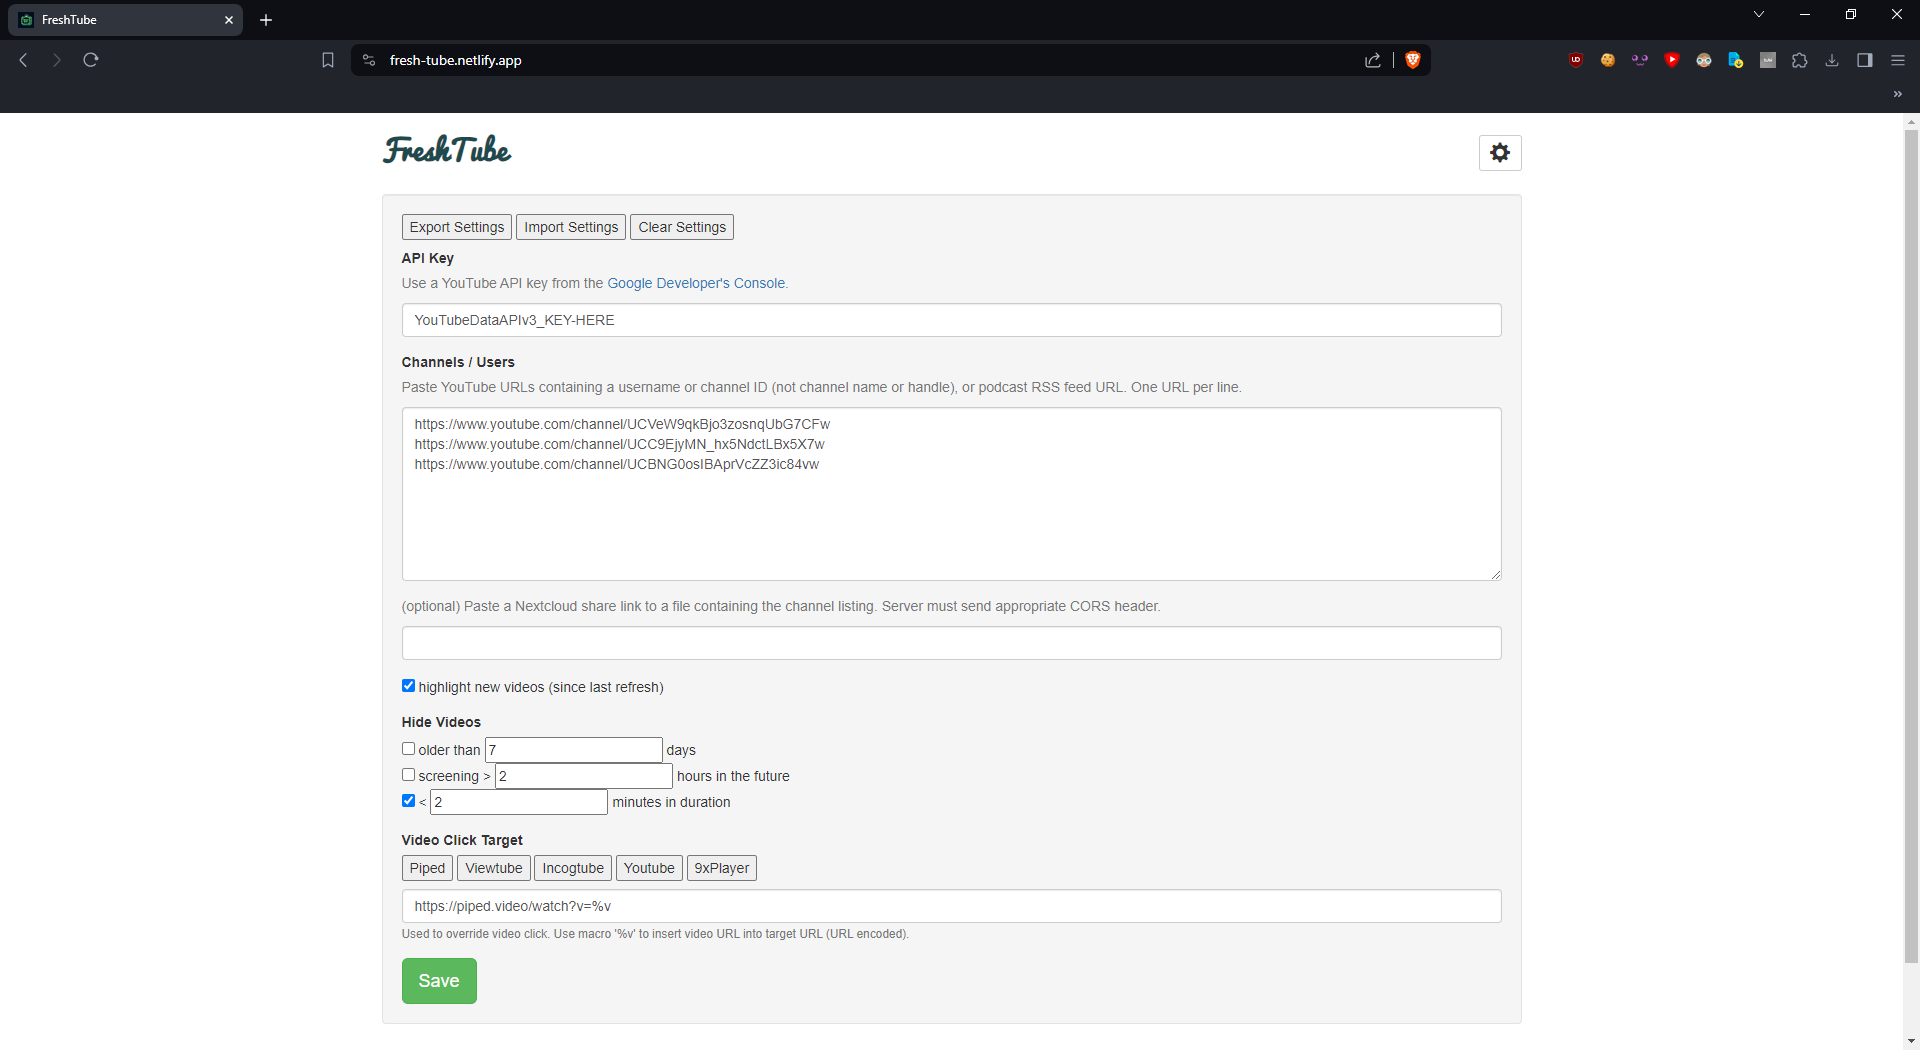 FreshTube
fresh-tube.netlify.app
FreshTube
Export Settings Import Settings Clear Settings
API Key
Use a YouTube API key from the Google Developer's Console.
YouTubeDataAPIv3_KEY-HERE
Channels / Users
Paste YouTube URLs containing a username or channel ID (not channel name or handle), or podcast RSS feed URL. One URL per line.
https://www.youtube.com/channel/UCVeW9qkBjo3zosnqUbG7CFw
https://www.youtube.com/channel/UCC9EjyMN_hx5NdctLBx5X7w
https://www.youtube.com/channel/UCBNG0osIBAprVcZZ3ic84vw
(optional) Paste a Nextcloud share link to a file containing the channel listing. Server must send appropriate CORS header.
highlight new videos (since last refresh)
Hide Videos
older than 7 days
screening > 2 hours in the future
< 2 minutes in duration
Video Click Target
Piped Viewtube Incogtube Youtube 9xPlayer
https://piped.video/watch?v=%v
Used to override video click. Use macro '%v' to insert video URL into target URL (URL encoded).
Save